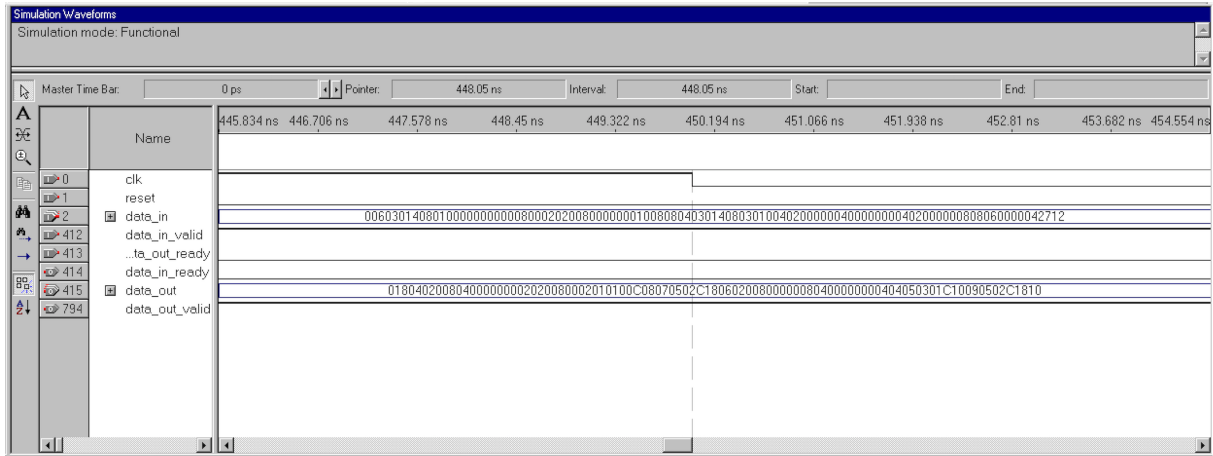 Simulation Waveforms
Simulation mode: Functional
Master Time Bar: 0 ps Pointer: 448.05 ns Interval: 448.05 ns Start: End:
A Name 445.834 ns 446.706 ns 447.578 ns 448.45 ns 449.322 ns 450.194 ns 451.066 ns 451.938 ns 452.81 ns 453.682 ns 454.554 ns
0 clk
1 reset
2 data_in 006030140801000000000080002020080000000100808040301408030100402000000400000000402000000808060000042712
412 data_in_valid
413 ...ta_out_ready
414 data_in_ready
415 data_out 018040200804000000002020080002010100C08070502C180602008000000080400000000404050301C10090502C1810
794 data_out_valid